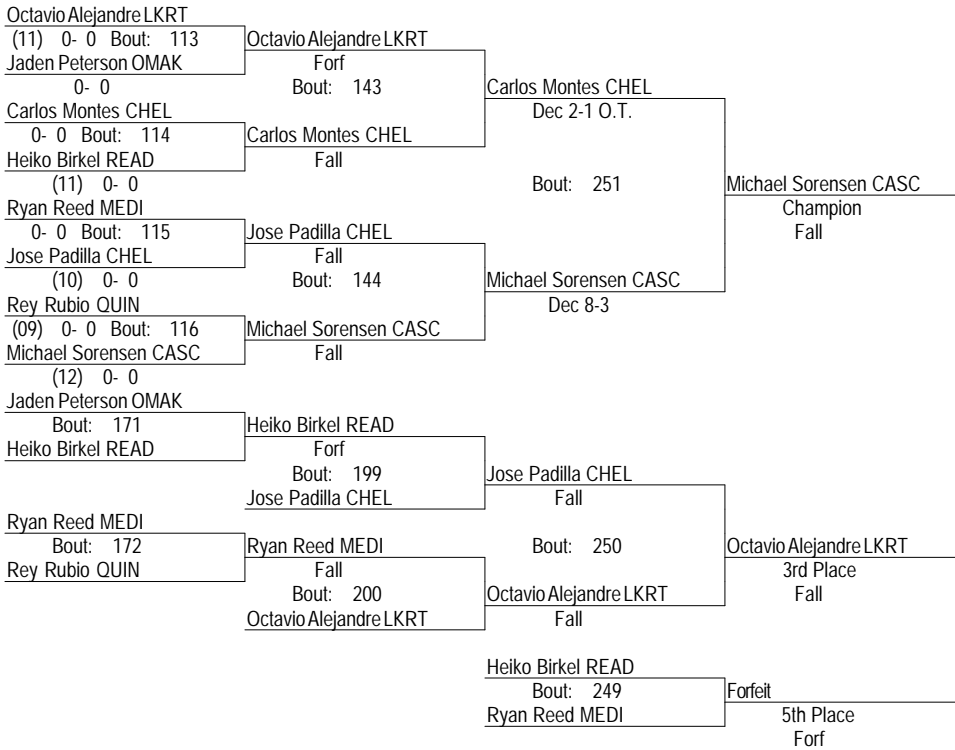 Octavio Alejandre LKRT
(11) 0- 0 Bout: 113
Octavio Alejandre LKRT
Jaden Peterson OMAK
Forf
0- 0
Bout: 143
Carlos Montes CHEL
Carlos Montes CHEL
Dec 2-1 O.T.
0- 0 Bout: 114
Carlos Montes CHEL
Heiko Birkel READ
Fall
(11) 0- 0
Bout: 251
Michael Sorensen CASC
Ryan Reed MEDI
Champion
0- 0 Bout: 115
Jose Padilla CHEL
Fall
Jose Padilla CHEL
Fall
(10) 0- 0
Bout: 144
Michael Sorensen CASC
Rey Rubio QUIN
Dec 8-3
(09) 0- 0 Bout: 116
Michael Sorensen CASC
Michael Sorensen CASC
Fall
(12) 0- 0
Jaden Peterson OMAK
Bout: 171
Heiko Birkel READ
Heiko Birkel READ
Forf
Bout: 199
Jose Padilla CHEL
Jose Padilla CHEL
Fall
Ryan Reed MEDI
Bout: 172
Ryan Reed MEDI
Bout: 250
Octavio Alejandre LKRT
Rey Rubio QUIN
Fall
3rd Place
Bout: 200
Octavio Alejandre LKRT
Fall
Octavio Alejandre LKRT
Fall
Heiko Birkel READ
Bout: 249
Forfeit
Ryan Reed MEDI
5th Place
Forf